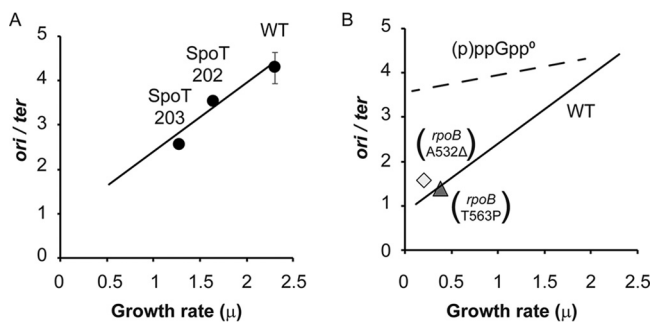 A
5
4
3
2
1
0
ori / ter
WT
SpoT
202
SpoT
203
0 0.5 1 1.5 2 2.5
Growth rate (μ)
B
5
4
3
2
1
0
ori / ter
(p)ppGpp⁰
WT
(rpoB
A532Δ)
(rpoB
T563P)
0 0.5 1 1.5 2 2.5
Growth rate (μ)